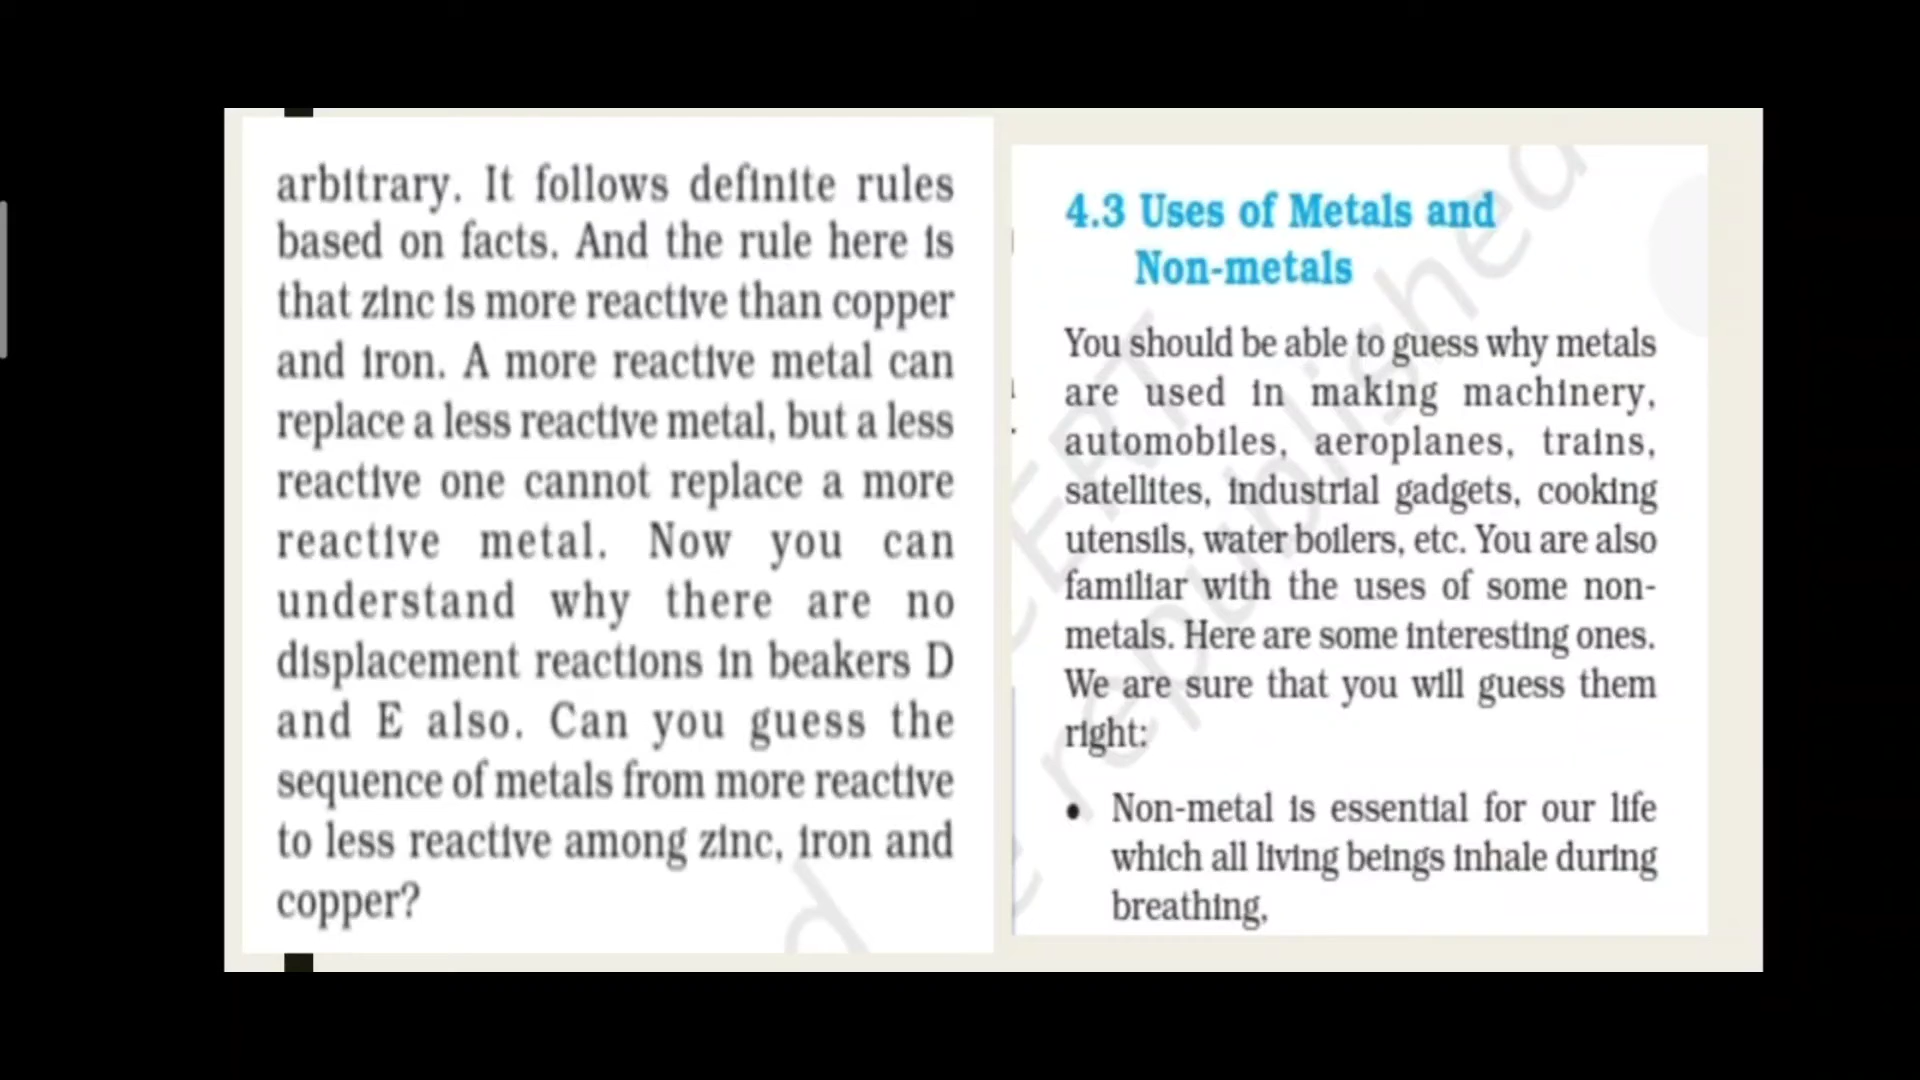 arbitrary. It follows definite rules
based on facts. And the rule here is
that zinc is more reactive than copper
and iron. A more reactive metal can
replace a less reactive metal, but a less
reactive one cannot replace a more
reactive metal. Now you can
understand why there are no
displacement reactions in beakers D
and E also. Can you guess the
sequence of metals from more reactive
to less reactive among zinc, iron and
copper?
4.3 Uses of Metals and
Non-metals
You should be able to guess why metals
are used in making machinery,
automobiles, aeroplanes, trains,
satellites, industrial gadgets, cooking
utensils, water boilers, etc. You are also
familiar with the uses of some non-
metals. Here are some interesting ones.
We are sure that you will guess them
right:
• Non-metal is essential for our life
which all living beings inhale during
breathing,